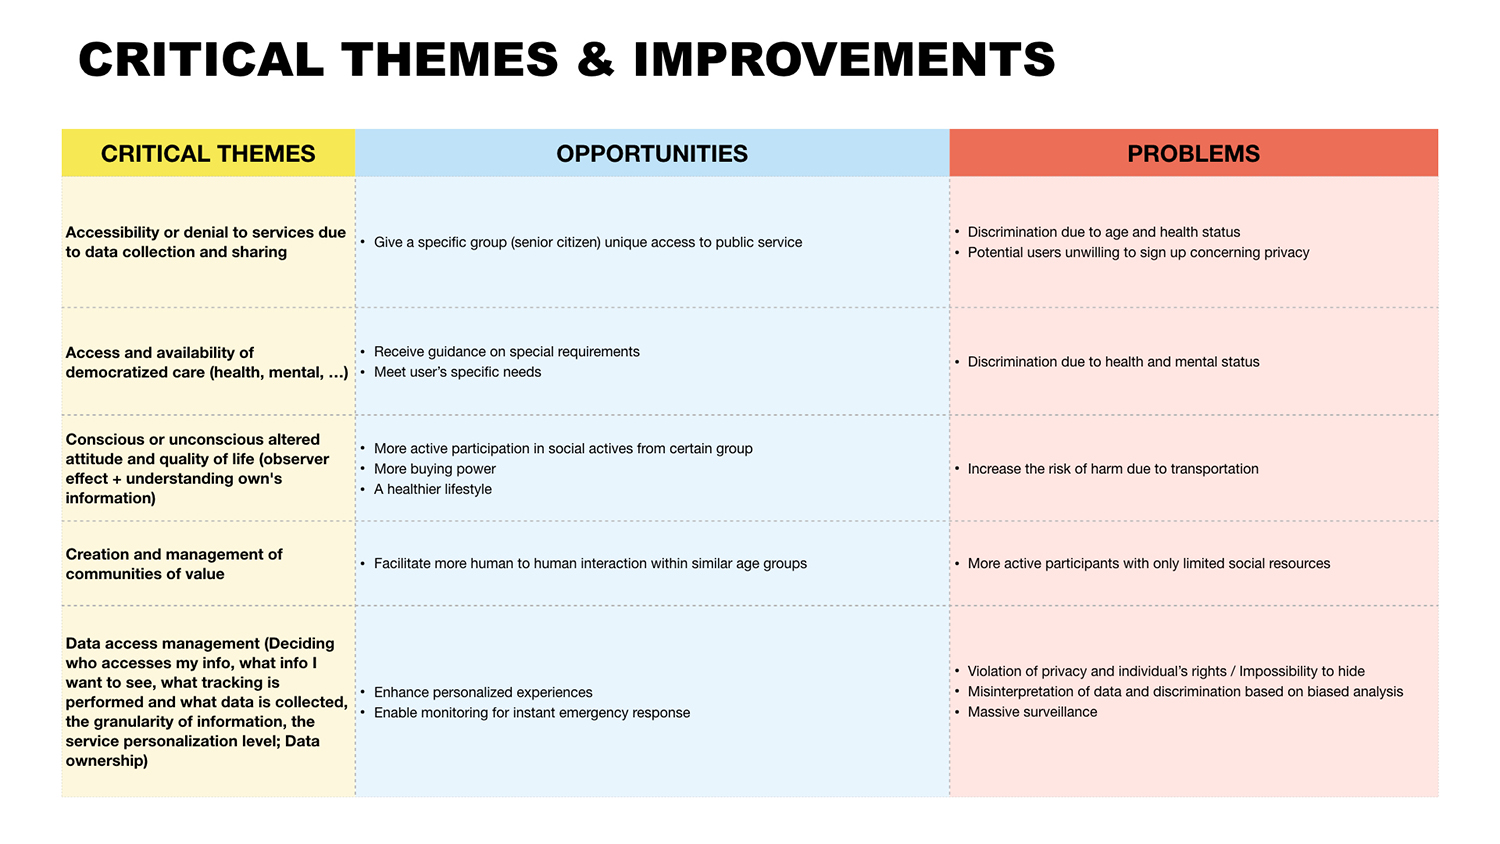 CRITICAL THEMES & IMPROVEMENTS
CRITICAL THEMES
OPPORTUNITIES
PROBLEMS
Accessibility or denial to services due
to data collection and sharing
• Give a specific group (senior citizen) unique access to public service
• Discrimination due to age and health status
• Potential users unwilling to sign up concerning privacy
Access and availability of
democratized care (health, mental, ...)
• Receive guidance on special requirements
• Meet user’s specific needs
• Discrimination due to health and mental status
Conscious or unconscious altered
attitude and quality of life (observer
effect + understanding own's
information)
• More active participation in social actives from certain group
• More buying power
• A healthier lifestyle
• Increase the risk of harm due to transportation
Creation and management of
communities of value
• Facilitate more human to human interaction within similar age groups
• More active participants with only limited social resources
Data access management (Deciding
who accesses my info, what info I
want to see, what tracking is
performed and what data is collected,
the granularity of information, the
service personalization level; Data
ownership)
• Enhance personalized experiences
• Enable monitoring for instant emergency response
• Violation of privacy and individual’s rights / Impossibility to hide
• Misinterpretation of data and discrimination based on biased analysis
• Massive surveillance